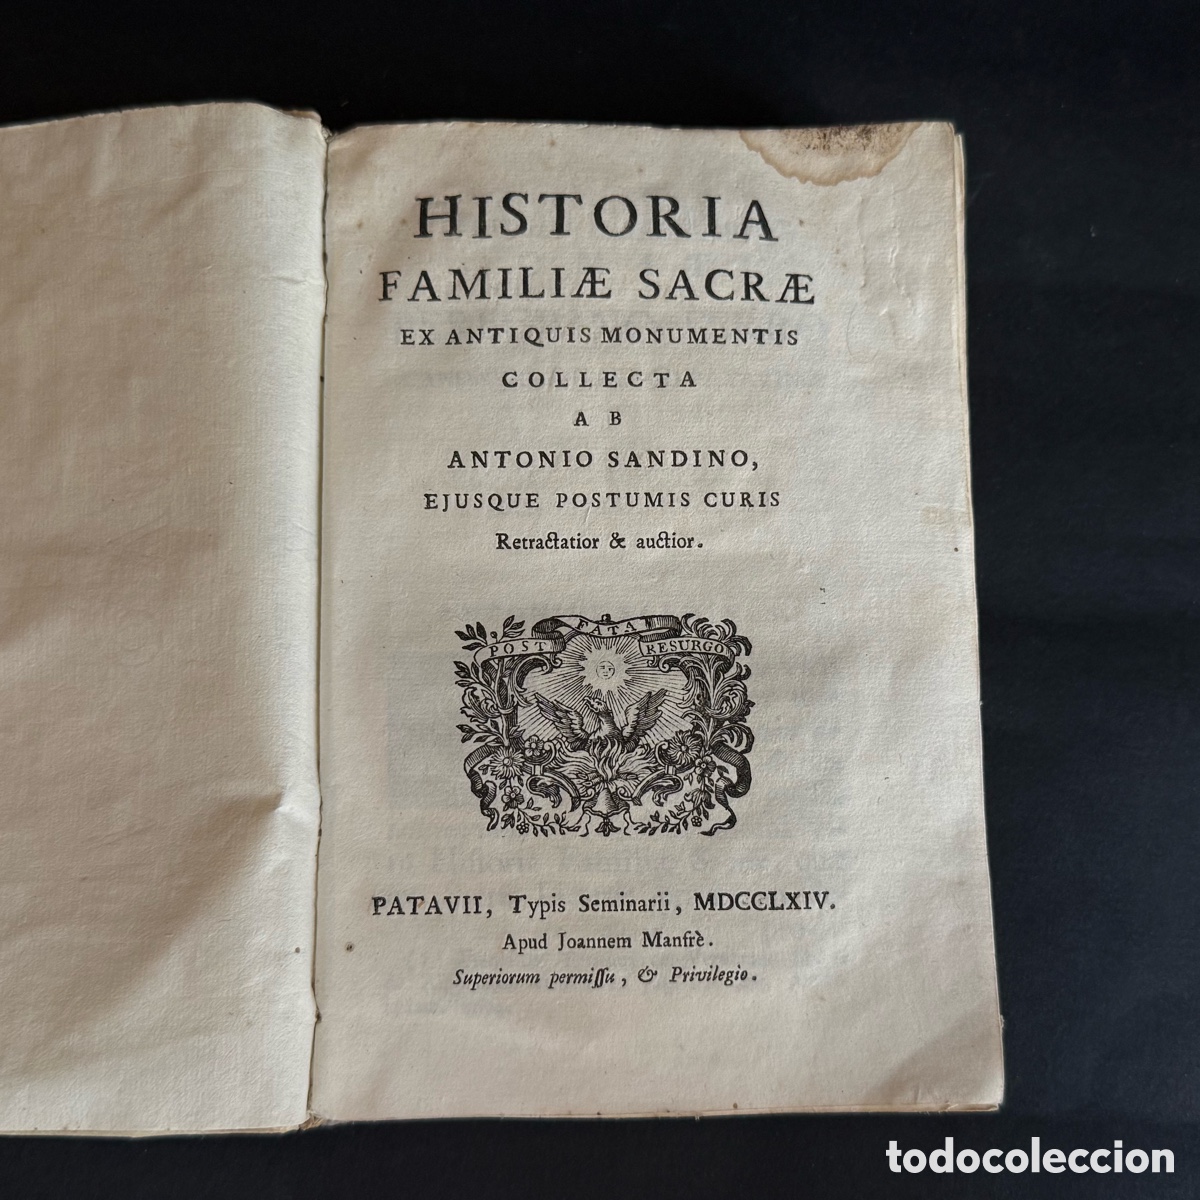 HISTORIA
FAMILIÆ SACRÆ
EX ANTIQUIS MONUMENTIS
COLLECTA
AB
ANTONIO SANDINO,
EJUSQUE POSTUMIS CURIS
Retractatior & auctior.
POST FATA RESURGO
PATAVII, Typis Seminarii, MDCCLXIV.
Apud Joannem Manfrè.
Superiorum permissu, & Privilegio.
todocoleccion